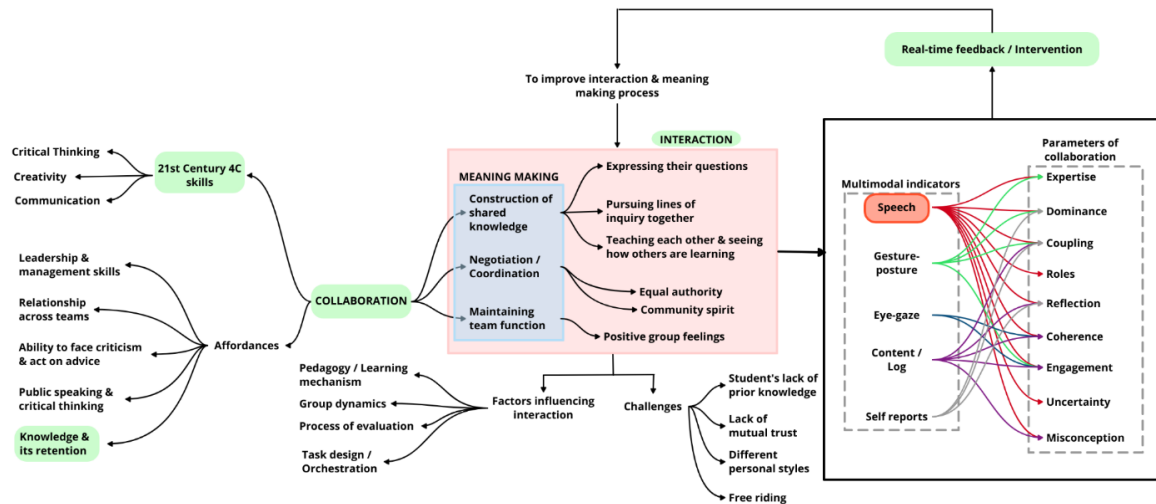 Real-time feedback / Intervention
To improve interaction & meaning
making process
INTERACTION
21st Century 4C
skills
Critical Thinking
Creativity
Communication
COLLABORATION
Affordances
Leadership &
management skills
Relationship
across teams
Ability to face criticism
& act on advice
Public speaking &
critical thinking
Knowledge &
its retention
MEANING MAKING
Construction of
shared
knowledge
Negotiation /
Coordination
Maintaining
team function
Expressing their questions
Pursuing lines of
inquiry together
Teaching each other & seeing
how others are learning
Equal authority
Community spirit
Positive group feelings
Factors influencing
interaction
Pedagogy / Learning
mechanism
Group dynamics
Process of evaluation
Task design /
Orchestration
Challenges
Student's lack of
prior knowledge
Lack of
mutual trust
Different
personal styles
Free riding
Multimodal indicators
Speech
Gesture-
posture
Eye-gaze
Content /
Log
Self reports
Parameters of
collaboration
Expertise
Dominance
Coupling
Roles
Reflection
Coherence
Engagement
Uncertainty
Misconception